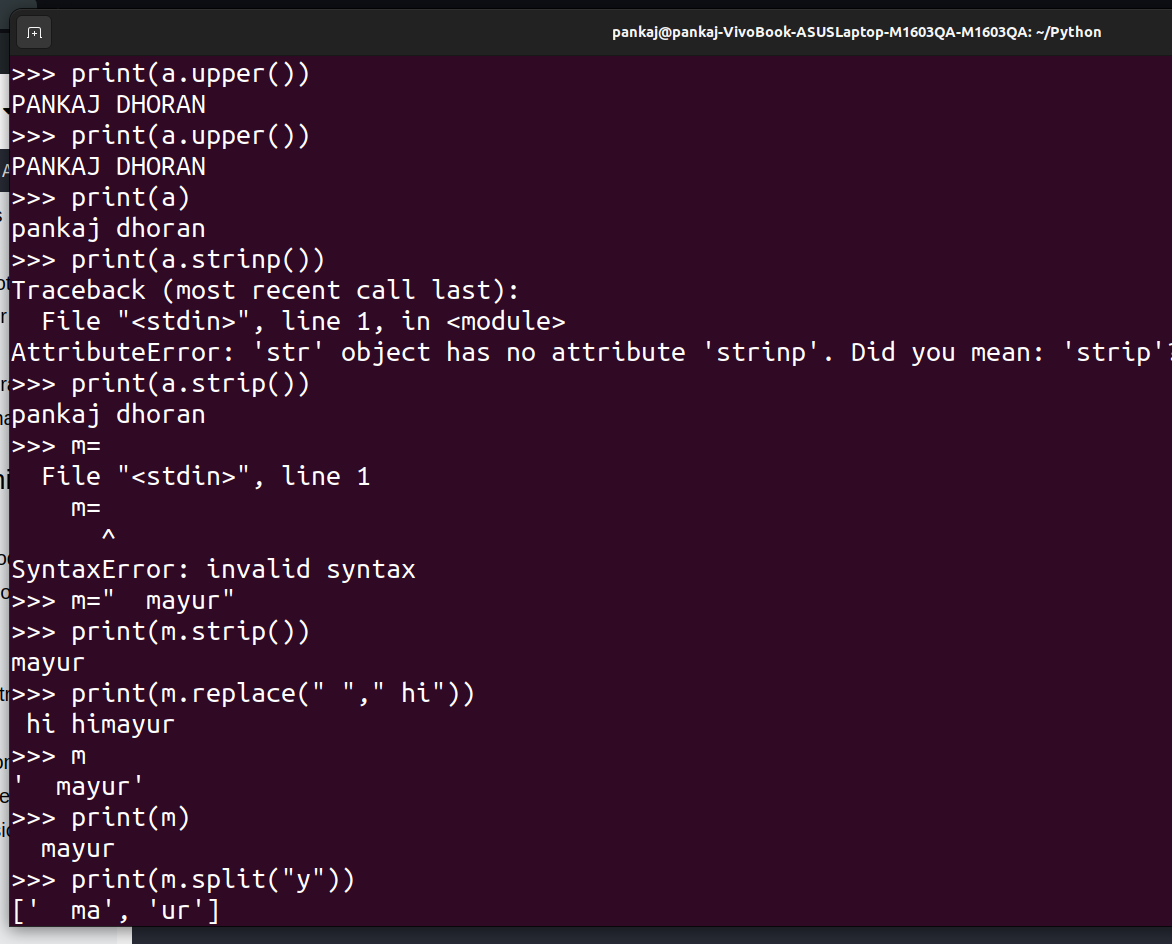 pankaj@pankaj-VivoBook-ASUSLaptop-M1603QA-M1603QA: ~/Python
>>> print(a.upper())
PANKAJ DHORAN
>>> print(a.upper())
PANKAJ DHORAN
>>> print(a)
pankaj dhoran
>>> print(a.strinp())
Traceback (most recent call last):
  File "<stdin>", line 1, in <module>
AttributeError: 'str' object has no attribute 'strinp'. Did you mean: 'strip'?
>>> print(a.strip())
pankaj dhoran
>>> m=
  File "<stdin>", line 1
    m=
      ^
SyntaxError: invalid syntax
>>> m="  mayur"
>>> print(m.strip())
mayur
>>> print(m.replace(" "," hi"))
 hi himayur
>>> m
'  mayur'
>>> print(m)
  mayur
>>> print(m.split("y"))
['  ma', 'ur']